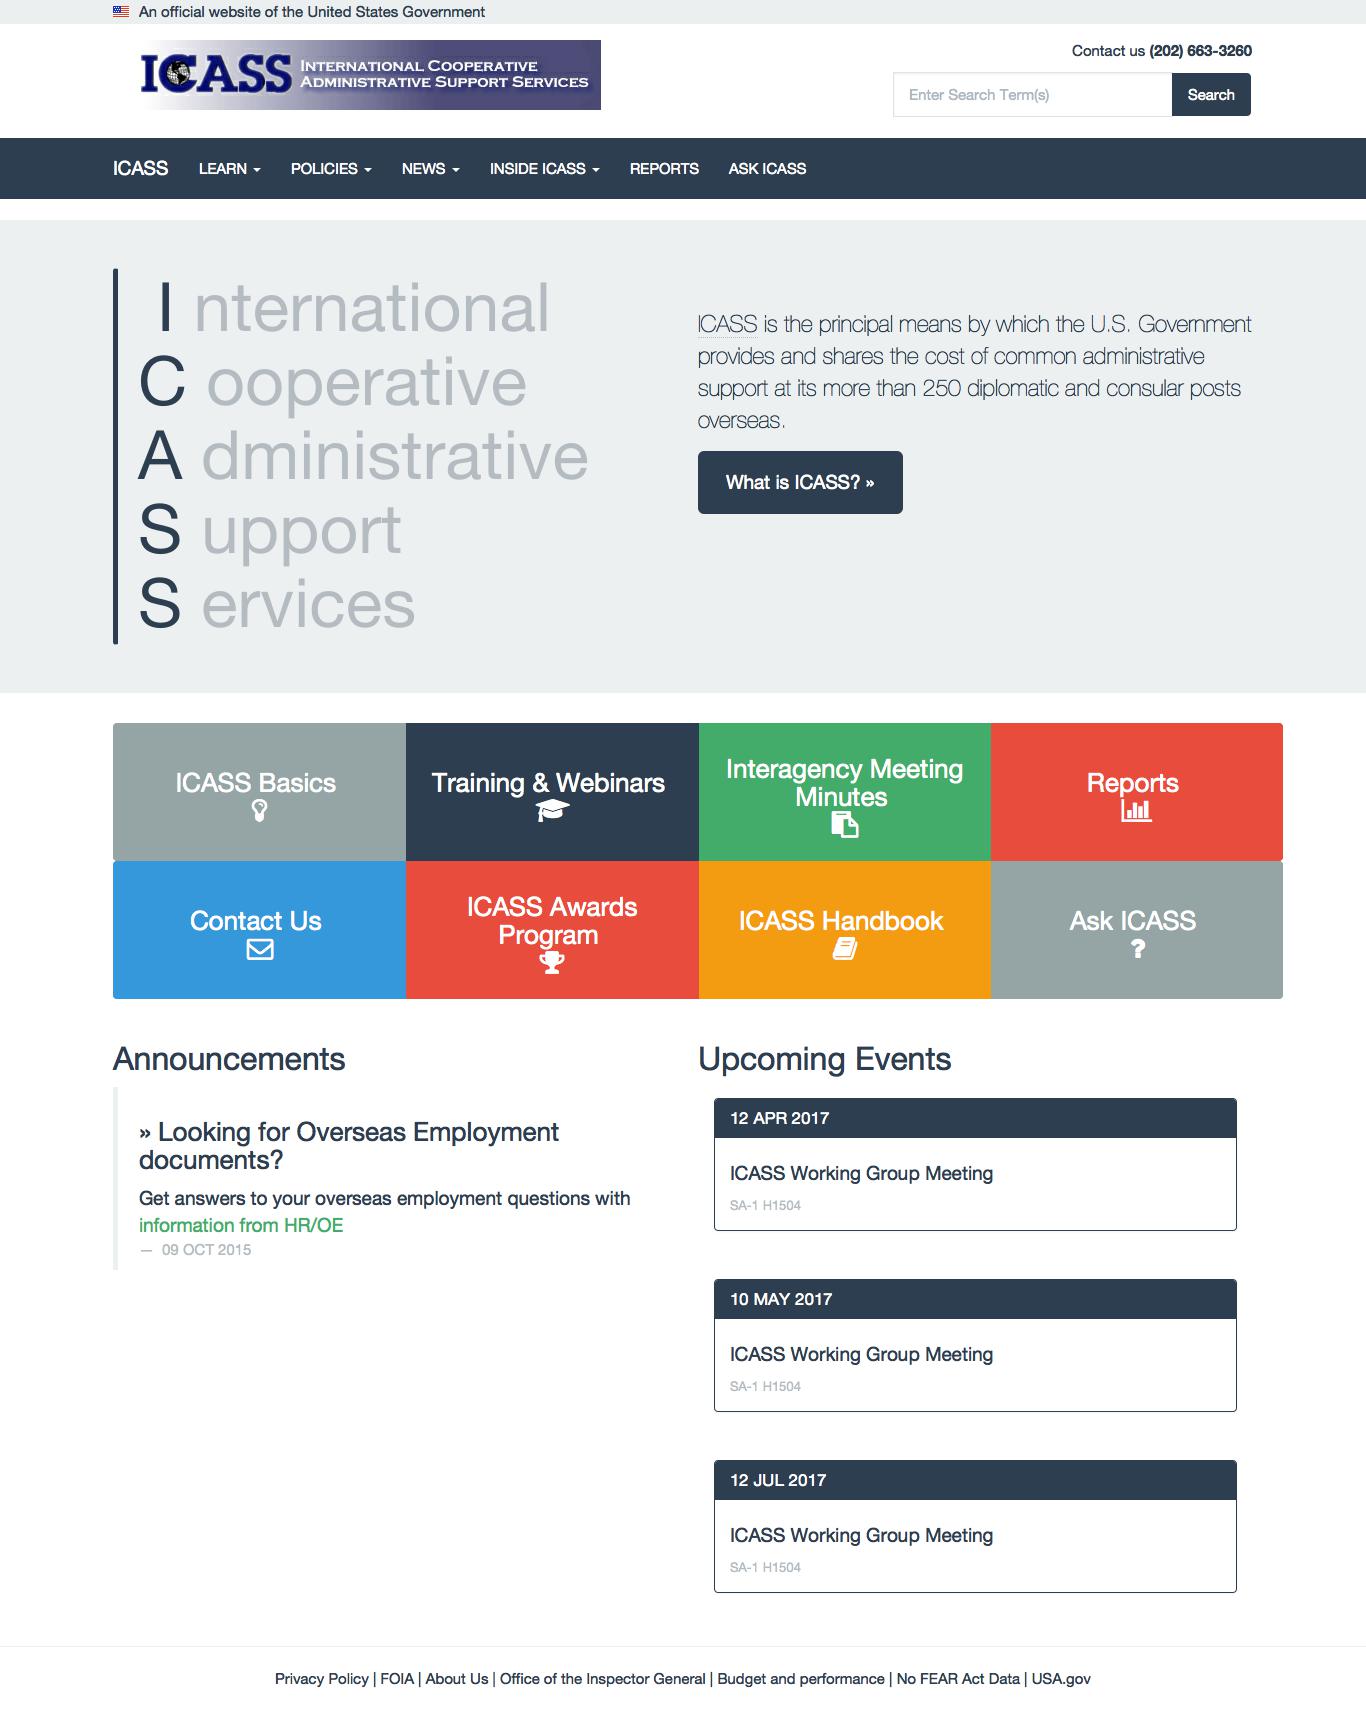 An official website of the United States Government
ICASS INTERNATIONAL COOPERATIVE
ADMINISTRATIVE SUPPORT SERVICES
Contact us (202) 663-3260
Enter Search Term(s)
Search
ICASS LEARN POLICIES NEWS INSIDE ICASS REPORTS ASK ICASS
I nternational
C ooperative
A dministrative
S upport
S ervices
ICASS is the principal means by which the U.S. Government
provides and shares the cost of common administrative
support at its more than 250 diplomatic and consular posts
overseas.
What is ICASS? »
ICASS Basics
Training & Webinars
Interagency Meeting
Minutes
Reports
Contact Us
ICASS Awards
Program
ICASS Handbook
Ask ICASS
?
Announcements
» Looking for Overseas Employment
documents?
Get answers to your overseas employment questions with
information from HR/OE
— 09 OCT 2015
Upcoming Events
12 APR 2017
ICASS Working Group Meeting
SA-1 H1504
10 MAY 2017
ICASS Working Group Meeting
SA-1 H1504
12 JUL 2017
ICASS Working Group Meeting
SA-1 H1504
Privacy Policy | FOIA | About Us | Office of the Inspector General | Budget and performance | No FEAR Act Data | USA.gov